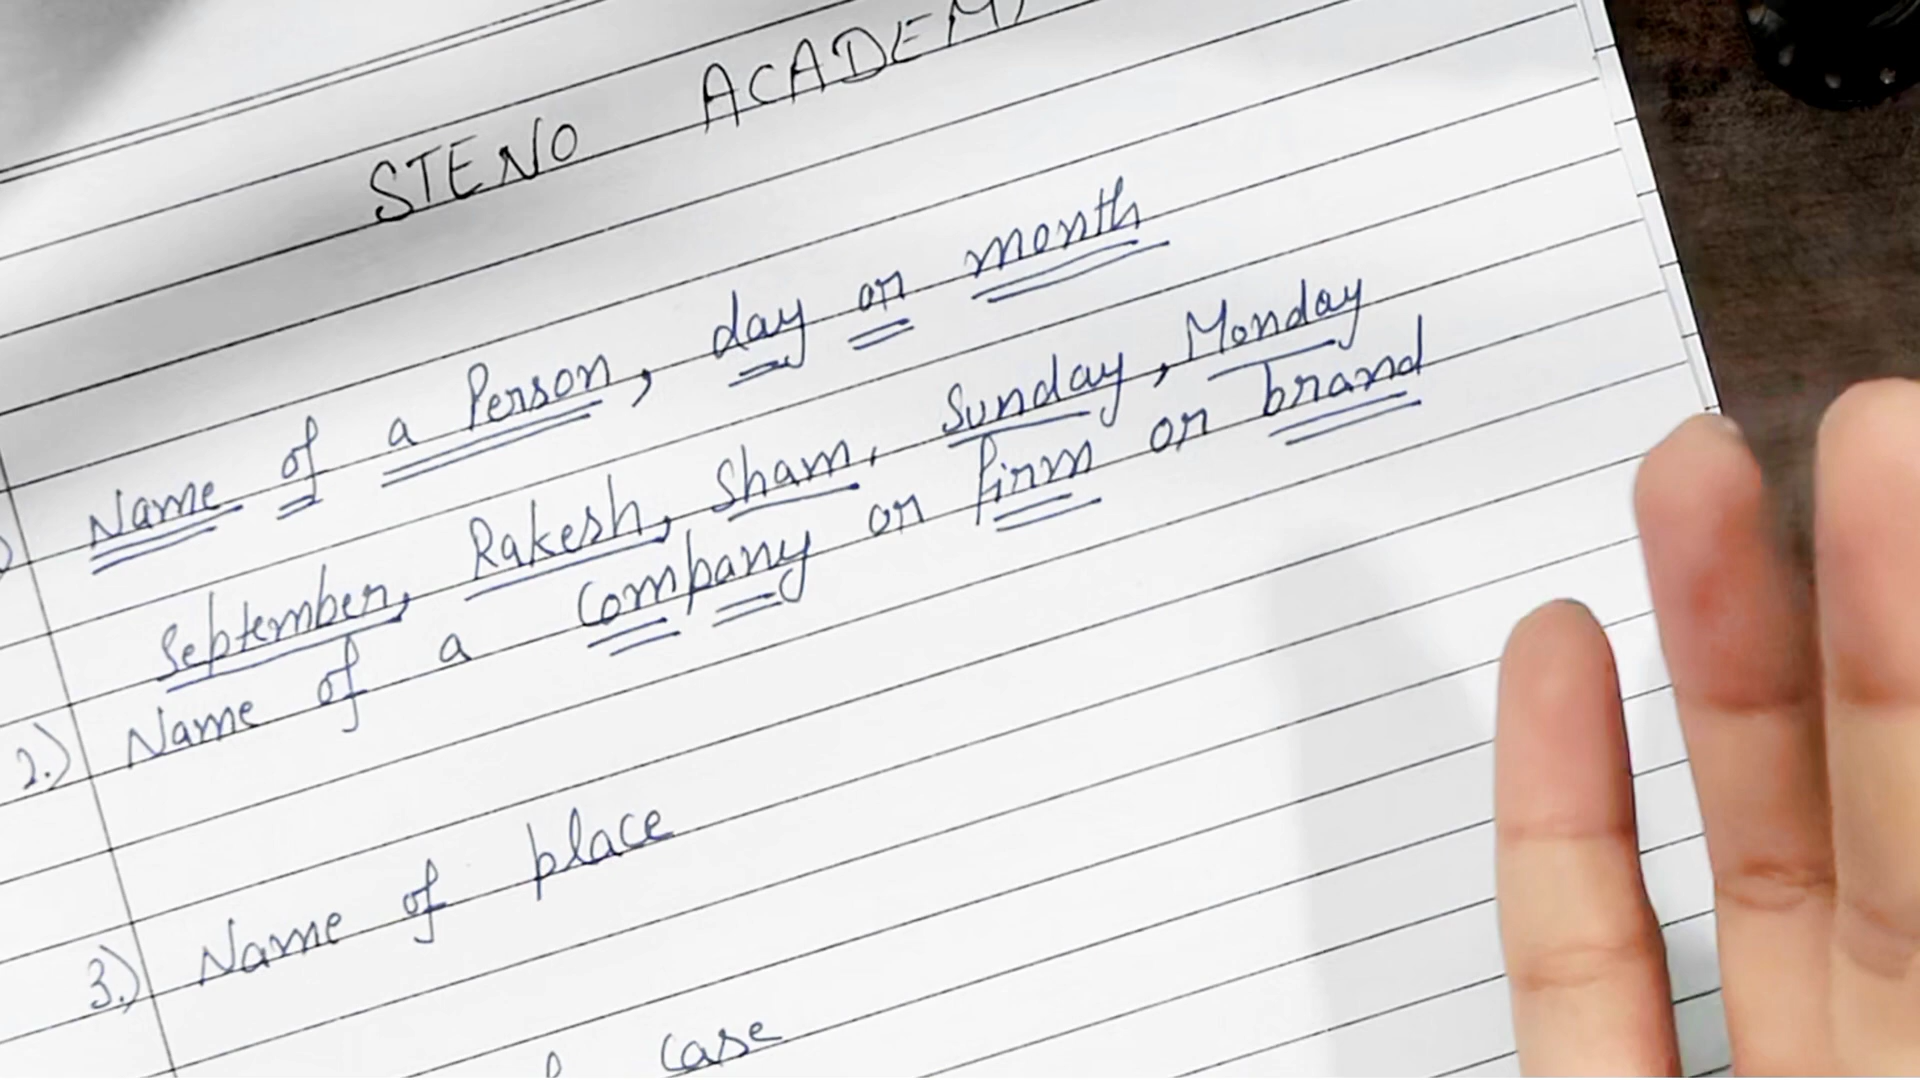 STENO ACADEMY
Name of a Person, day or month
September, Rakesh, Sham, Sunday, Monday
2.) Name of a Company or firm or brand
3.) Name of place
case